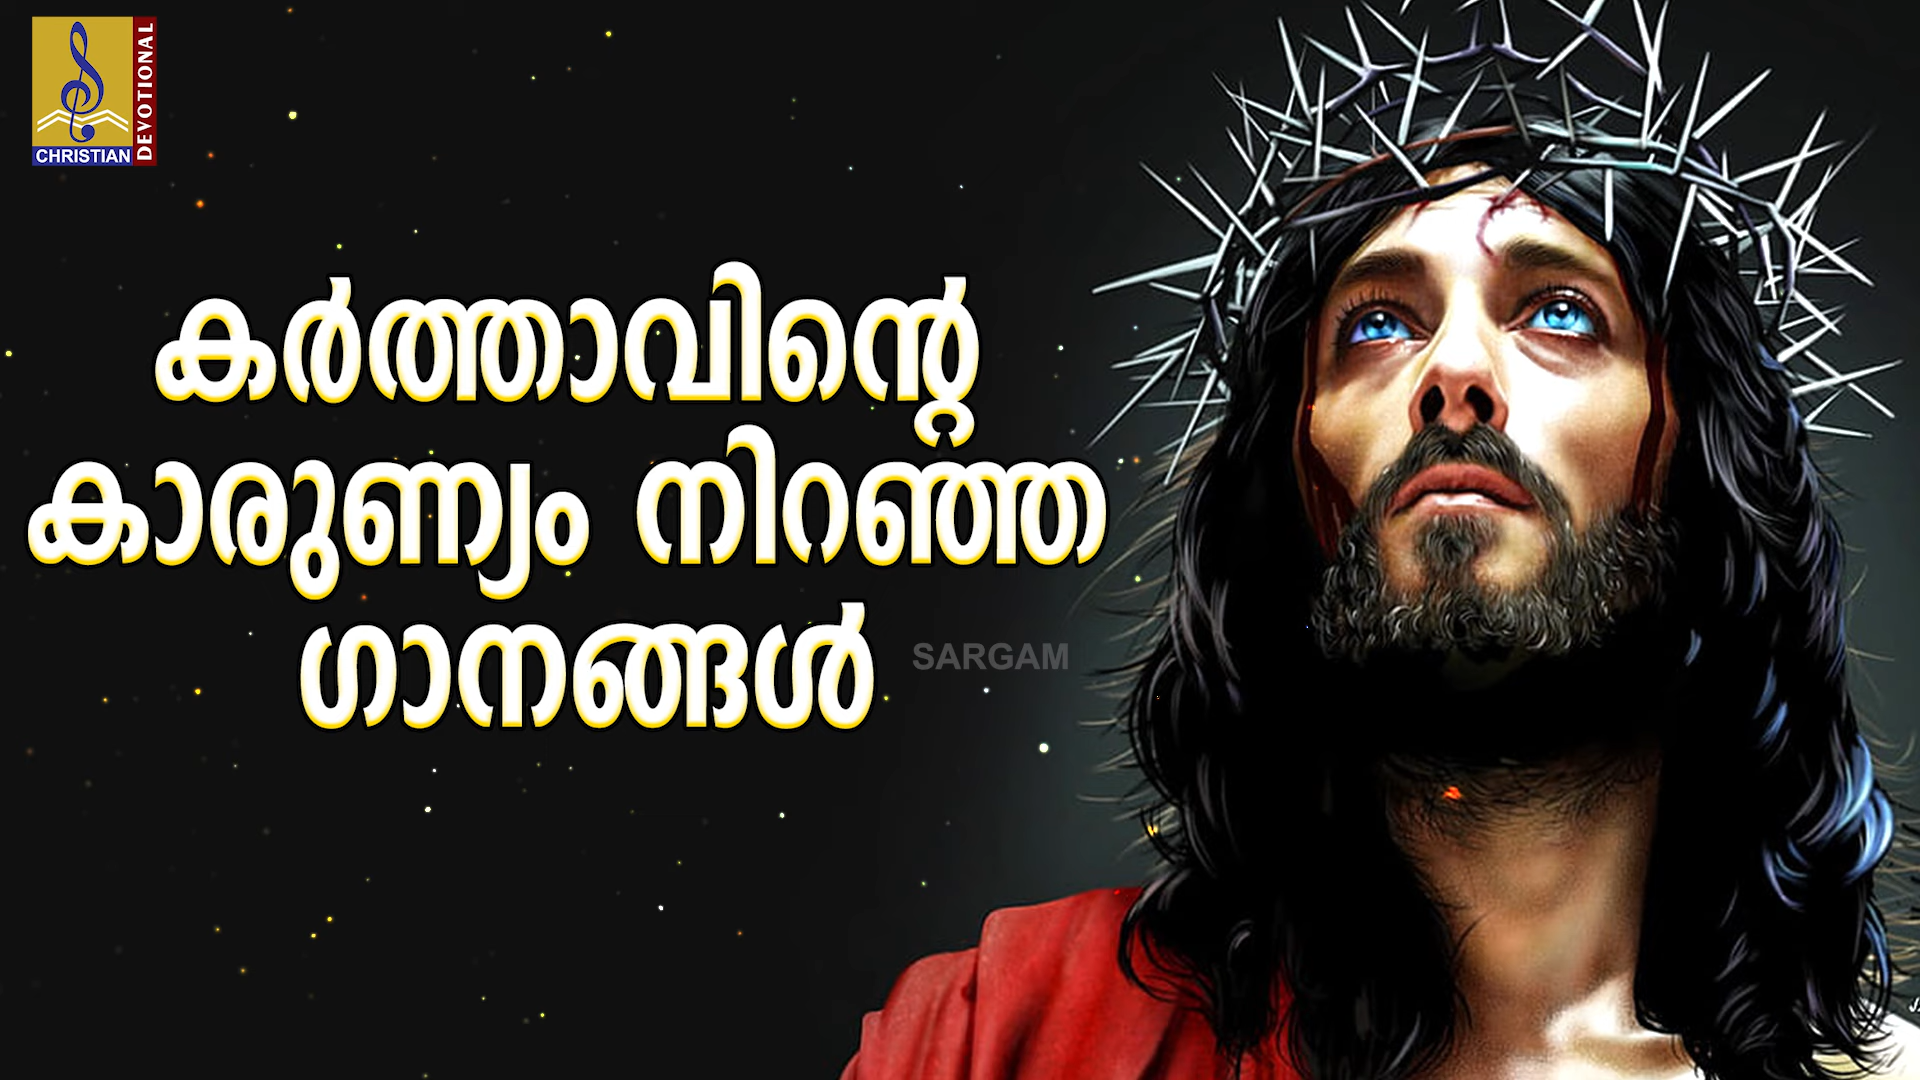 CHRISTIAN
DEVOTIONAL
കർത്താവിന്റെ
കാരുണ്യം നിറഞ്ഞ
ഗാനങ്ങൾ
SARGAM